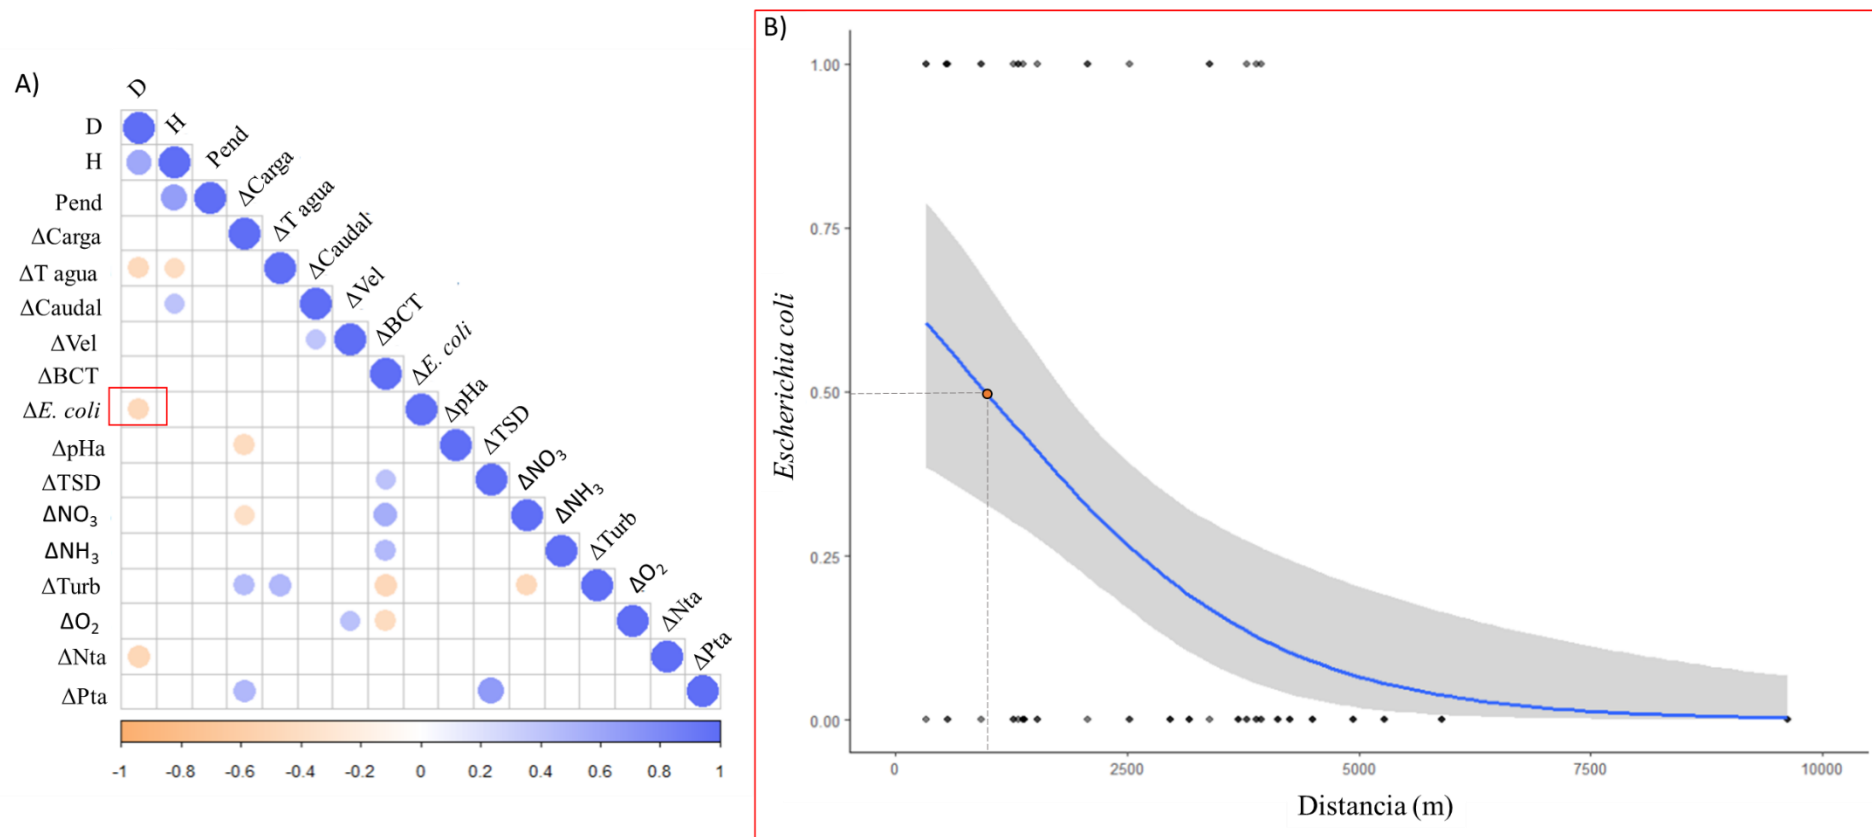 A)
D
H
Pend
ΔCarga
ΔT agua
ΔCaudal
ΔVel
ΔBCT
ΔE. coli
ΔpHa
ΔTSD
ΔNO₃
ΔNH₃
ΔTurb
ΔO₂
ΔNta
ΔPta
D
H
Pend
ΔCarga
ΔT agua
ΔCaudal
ΔVel
ΔBCT
ΔE. coli
ΔpHa
ΔTSD
ΔNO₃
ΔNH₃
ΔTurb
ΔO₂
ΔNta
ΔPta
-1 -0.8 -0.6 -0.4 -0.2 0 0.2 0.4 0.6 0.8 1
B)
Escherichia coli
1.00
0.75
0.50
0.25
0.00
0 2500 5000 7500 10000
Distancia (m)